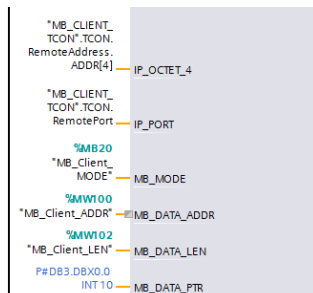 "MB_CLIENT_
TCON".TCON.
RemoteAddress.
ADDR[4]
IP_OCTET_4
"MB_CLIENT_
TCON".TCON.
RemotePort
IP_PORT
%MB20
"MB_Client_
MODE"
MB_MODE
%MW100
"MB_Client_ADDR"
MB_DATA_ADDR
%MW102
"MB_Client_LEN"
MB_DATA_LEN
P#DB3.DBX0.0
INT 10
MB_DATA_PTR